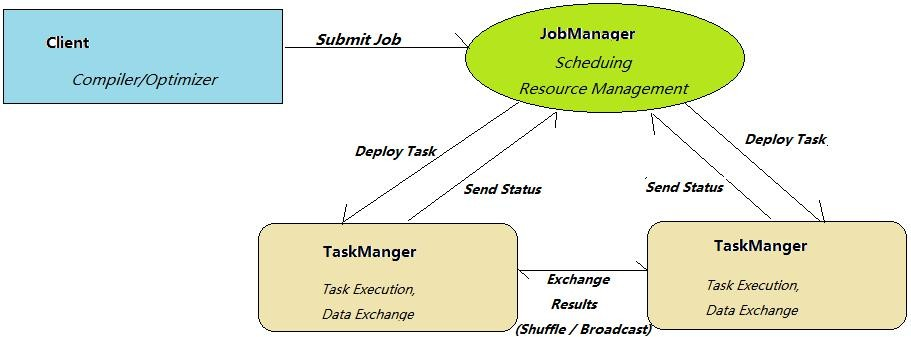 Client
Compiler/Optimizer
Submit Job
JobManager
Scheduing
Resource Management
Deploy Task
Send Status
Send Status
Deploy Task
TaskManger
Task Execution,
Data Exchange
Exchange
Results
(Shuffle / Broadcast)
TaskManger
Task Execution,
Data Exchange